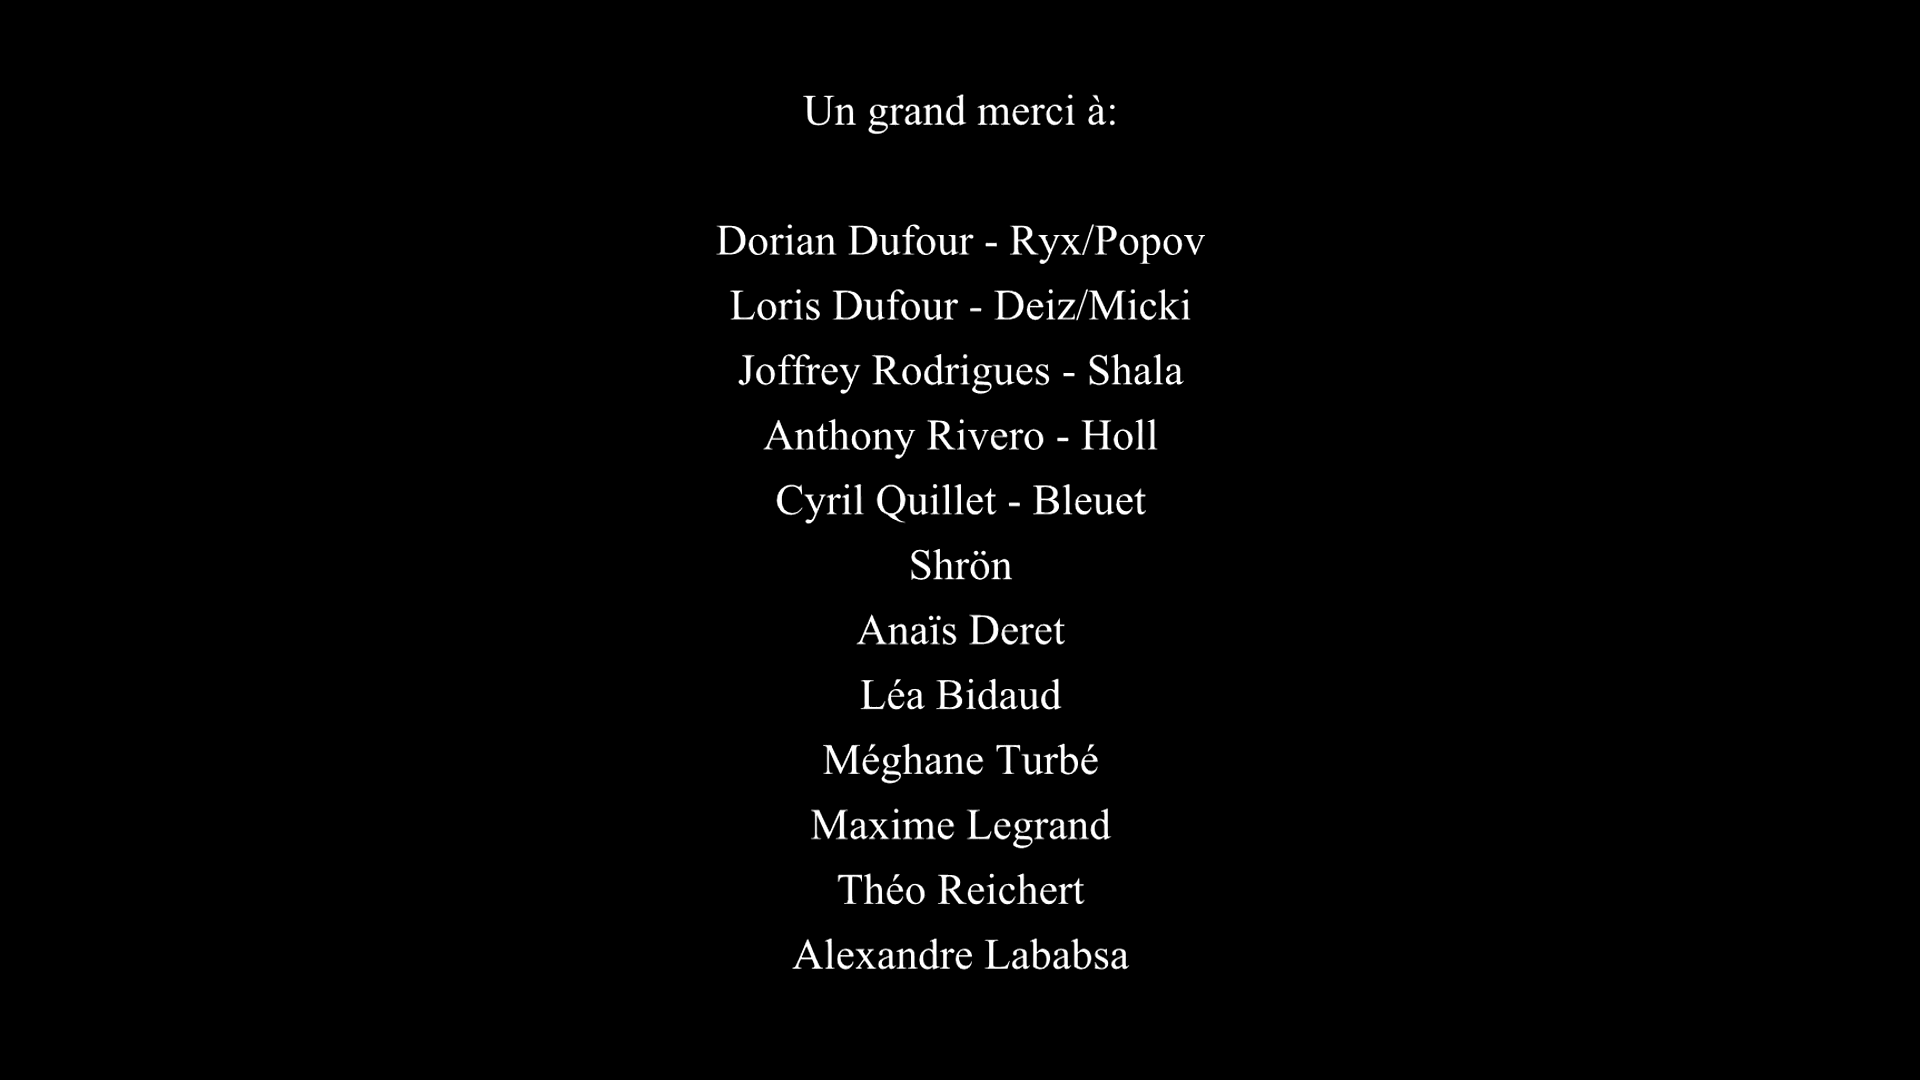 Un grand merci à:
Dorian Dufour - Ryx/Popov
Loris Dufour - Deiz/Micki
Joffrey Rodrigues - Shala
Anthony Rivero - Holl
Cyril Quillet - Bleuet
Shrön
Anaïs Deret
Léa Bidaud
Méghane Turbé
Maxime Legrand
Théo Reichert
Alexandre Lababsa